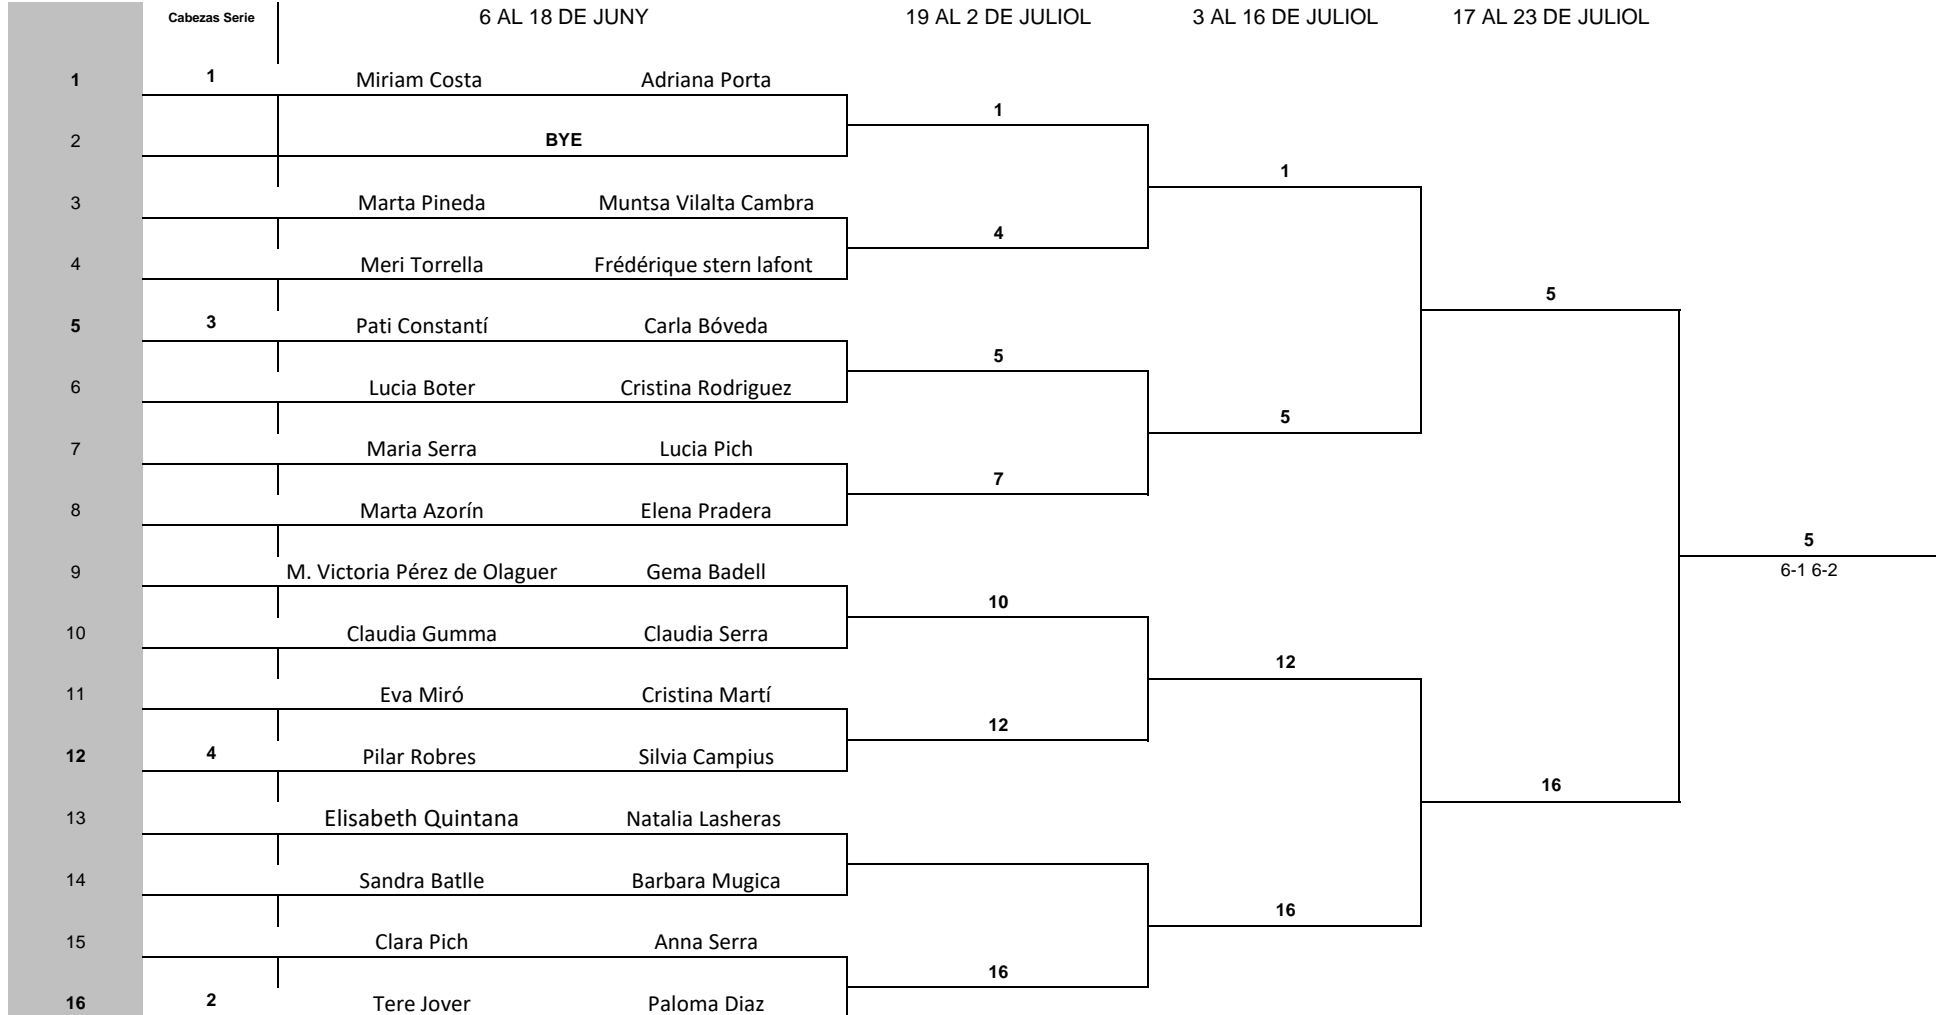 Cabezas Serie 6 AL 18 DE JUNY 19 AL 2 DE JULIOL 3 AL 16 DE JULIOL 17 AL 23 DE JULIOL
1 1 Miriam Costa Adriana Porta
1
2 BYE
1
3 Marta Pineda Muntsa Vilalta Cambra
4
4 Meri Torrella Frédérique stern lafont
5
5 3 Pati Constantí Carla Bóveda
5
6 Lucia Boter Cristina Rodriguez
5
7 Maria Serra Lucia Pich
7
8 Marta Azorín Elena Pradera
5
9 M. Victoria Pérez de Olaguer Gema Badell 6-1 6-2
10
10 Claudia Gumma Claudia Serra
12
11 Eva Miró Cristina Martí
12
12 4 Pilar Robres Silvia Campius
16
13 Elisabeth Quintana Natalia Lasheras
14 Sandra Batlle Barbara Mugica
16
15 Clara Pich Anna Serra
16
16 2 Tere Jover Paloma Diaz